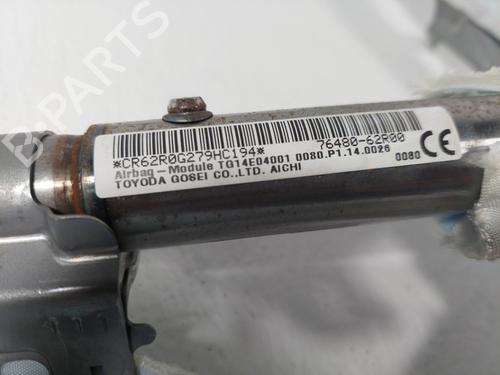 B-PARTS
*CR62R0G279HC194* 76480-62R00
Airbag-Module TG14E04001 0080.P1.14.0026 0080 CE
TOYODA GOSEI CO.,LTD. AICHI